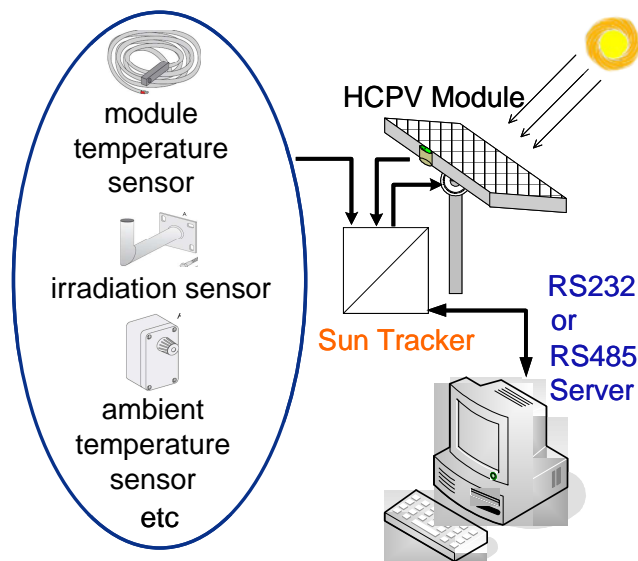 module
temperature
sensor
irradiation sensor
ambient
temperature
sensor
etc
HCPV Module
Sun Tracker
RS232
or
RS485
Server
A